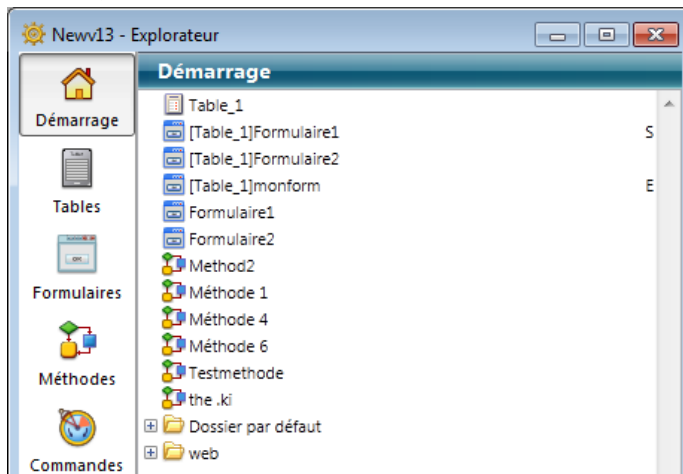 Newv13 - Explorateur
Démarrage
Tables
Formulaires
Méthodes
Commandes
Démarrage
Table_1
[Table_1]Formulaire1 S
[Table_1]Formulaire2
[Table_1]monform E
Formulaire1
Formulaire2
Method2
Méthode 1
Méthode 4
Méthode 6
Testmethode
the .ki
Dossier par défaut
web